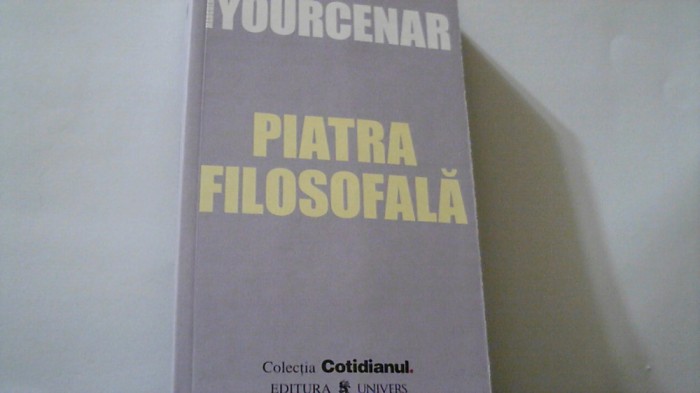 YOURCENAR
PIATRA
FILOSOFALĂ
Colecția Cotidianul.
EDITURA UNIVERS